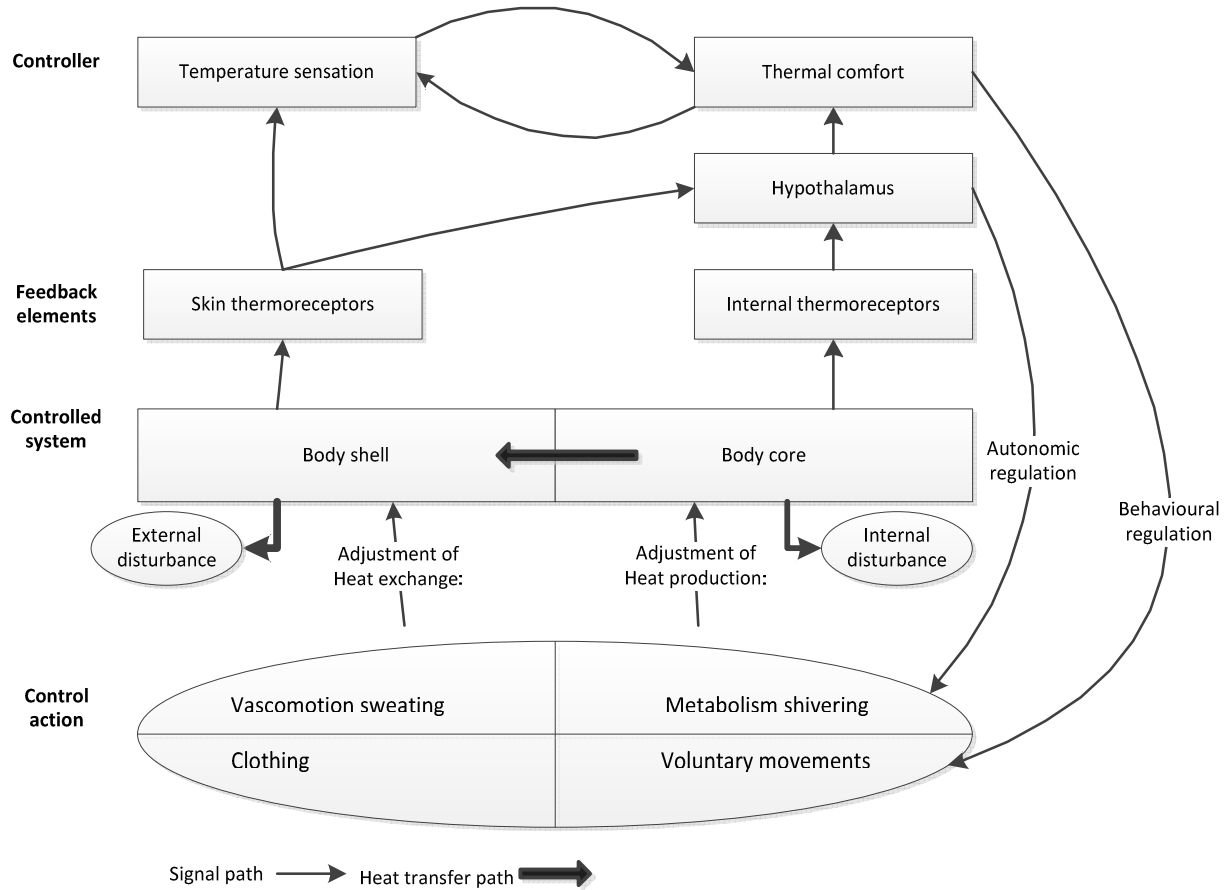 Controller
Temperature sensation
Thermal comfort
Hypothalamus
Feedback
elements
Skin thermoreceptors
Internal thermoreceptors
Controlled
system
Body shell
Body core
Autonomic
regulation
Behavioural
regulation
External
disturbance
Adjustment of
Heat exchange:
Adjustment of
Heat production:
Internal
disturbance
Control
action
Vascomotion sweating
Metabolism shivering
Clothing
Voluntary movements
Signal path
Heat transfer path